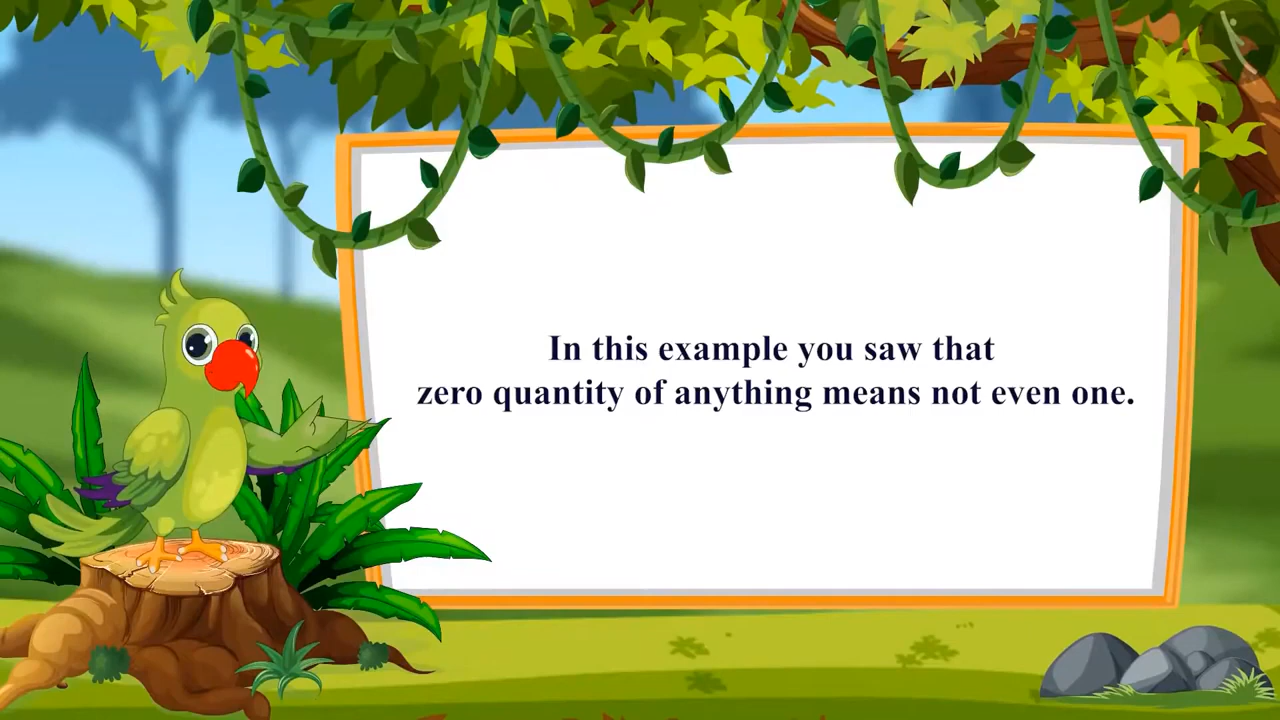 In this example you saw that
zero quantity of anything means not even one.